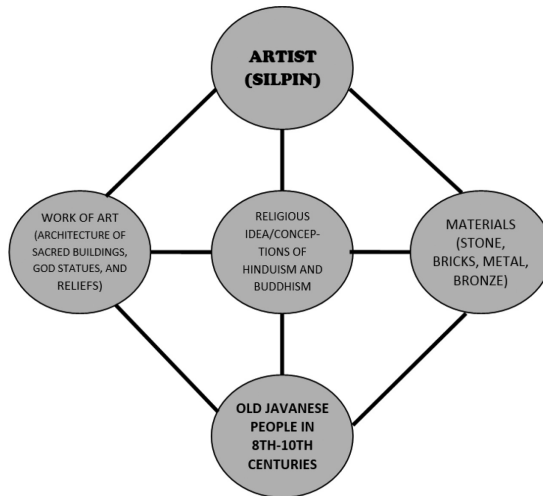 ARTIST
(SILPIN)
WORK OF ART
(ARCHITECTURE OF
SACRED BUILDINGS,
GOD STATUES, AND
RELIEFS)
RELIGIOUS
IDEA/CONCEP-
TIONS OF
HINDUISM AND
BUDDHISM
MATERIALS
(STONE,
BRICKS, METAL,
BRONZE)
OLD JAVANESE
PEOPLE IN
8TH-10TH
CENTURIES